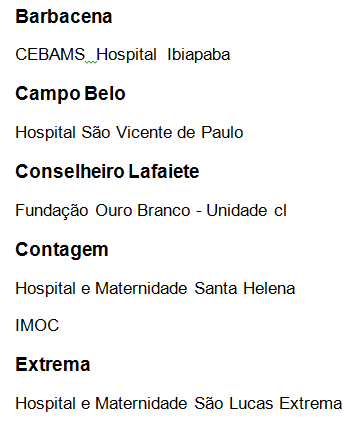 Barbacena
CEBAMS  Hospital  Ibiapaba
Campo Belo
Hospital São Vicente de Paulo
Conselheiro Lafaiete
Fundação Ouro Branco - Unidade cl
Contagem
Hospital e Maternidade Santa Helena
IMOC
Extrema
Hospital e Maternidade São Lucas Extrema